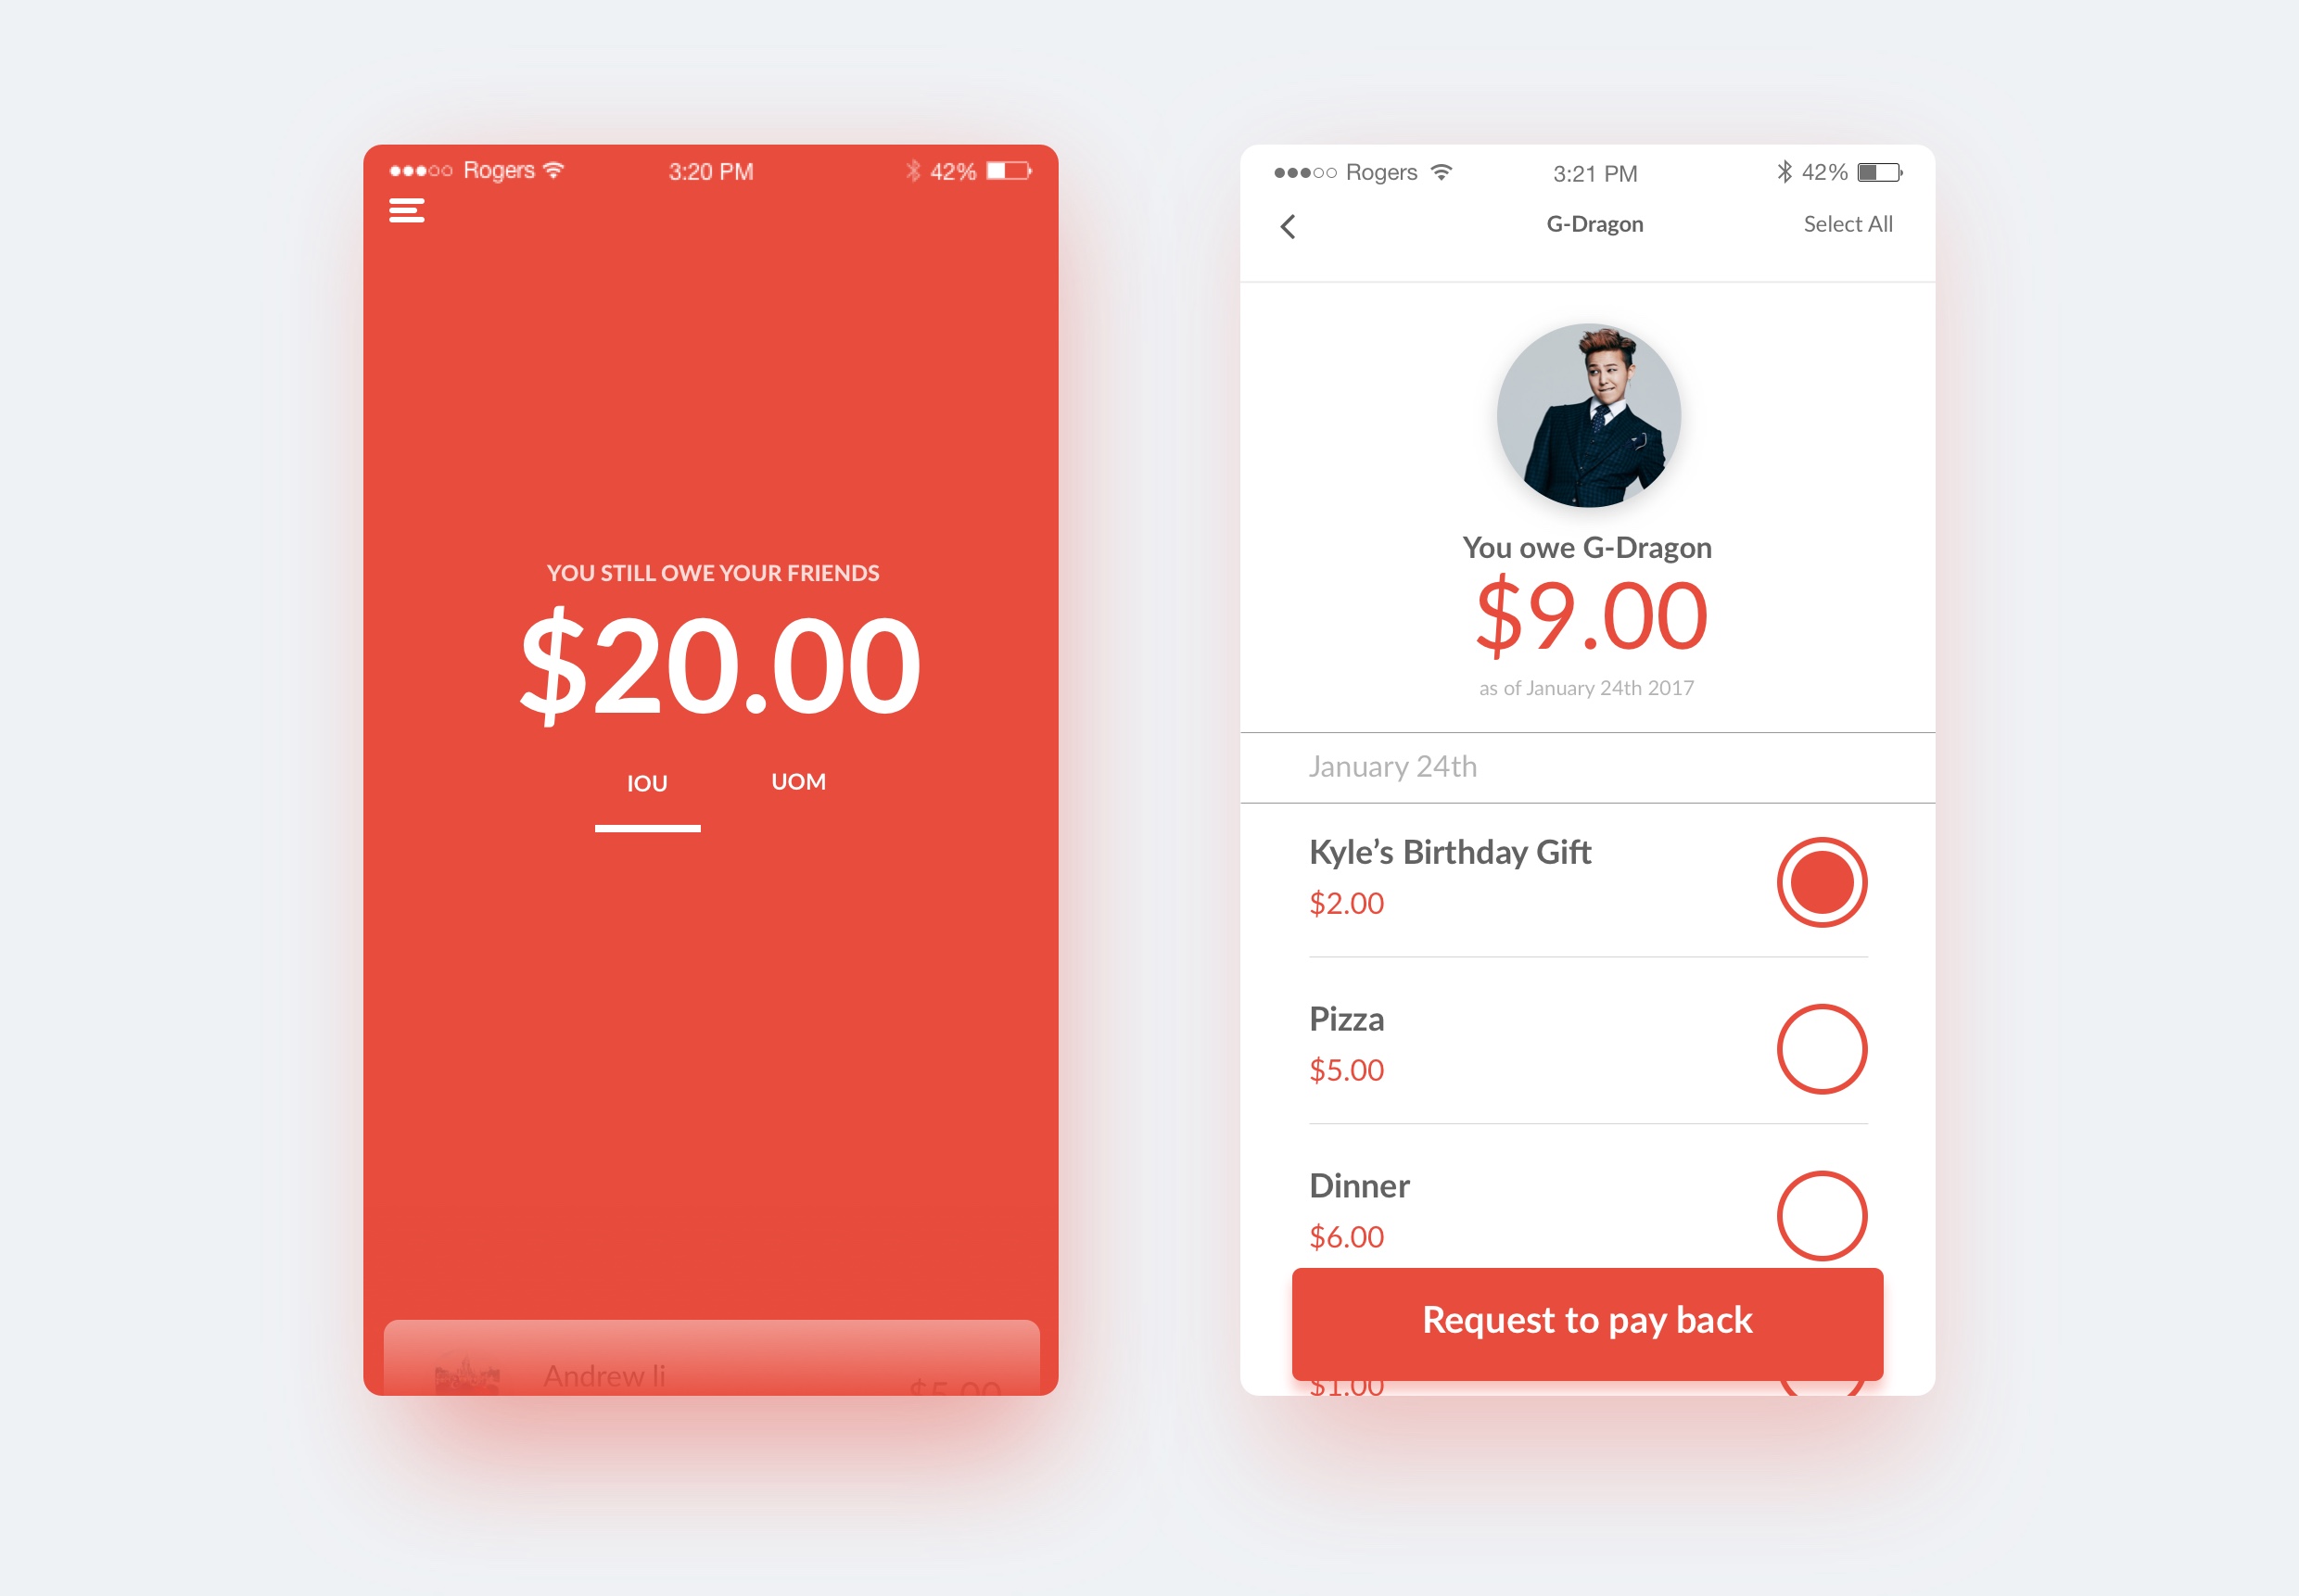 Rogers 3:20 PM 42%
YOU STILL OWE YOUR FRIENDS
$20.00
IOU UOM
Andrew li
$5.00
Rogers 3:21 PM 42%
G-Dragon Select All
You owe G-Dragon
$9.00
as of January 24th 2017
January 24th
Kyle’s Birthday Gift
$2.00
Pizza
$5.00
Dinner
$6.00
Request to pay back
$1.00